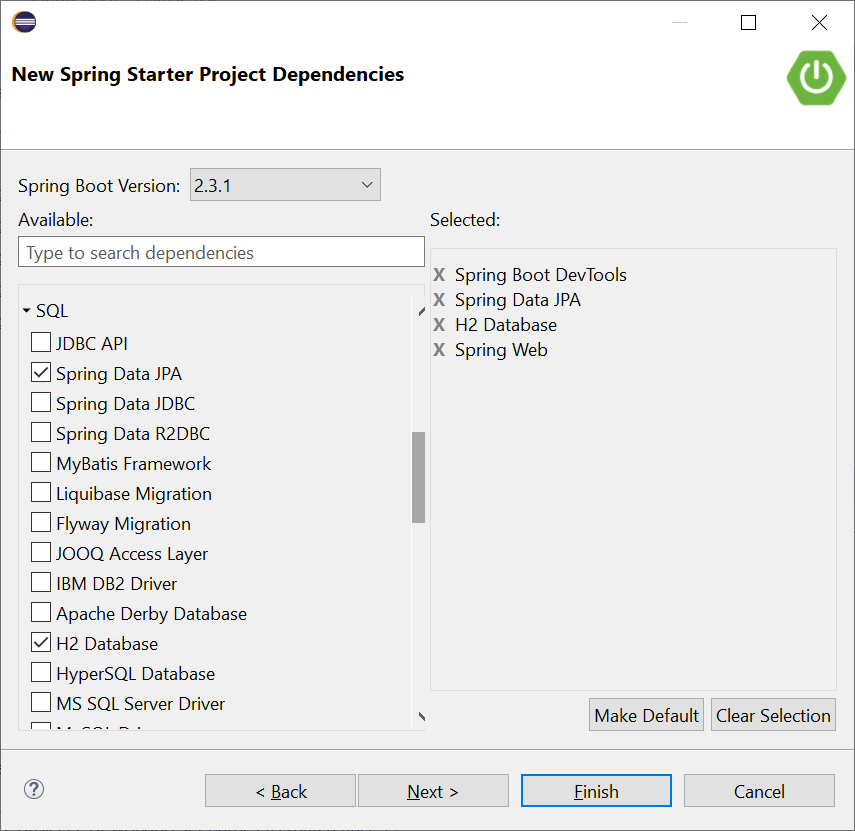 New Spring Starter Project Dependencies
Spring Boot Version: 2.3.1
Available:
Type to search dependencies
SQL
JDBC API
Spring Data JPA
Spring Data JDBC
Spring Data R2DBC
MyBatis Framework
Liquibase Migration
Flyway Migration
JOOQ Access Layer
IBM DB2 Driver
Apache Derby Database
H2 Database
HyperSQL Database
MS SQL Server Driver
Selected:
X Spring Boot DevTools
X Spring Data JPA
X H2 Database
X Spring Web
Make Default Clear Selection
? < Back Next > Finish Cancel